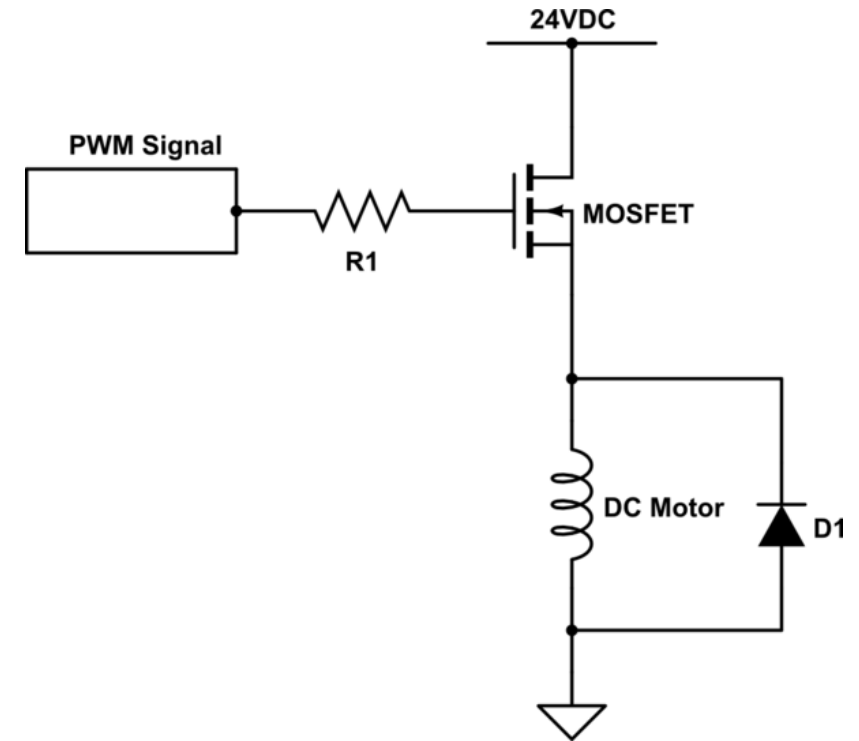 24VDC
PWM Signal
MOSFET
R1
DC Motor
D1